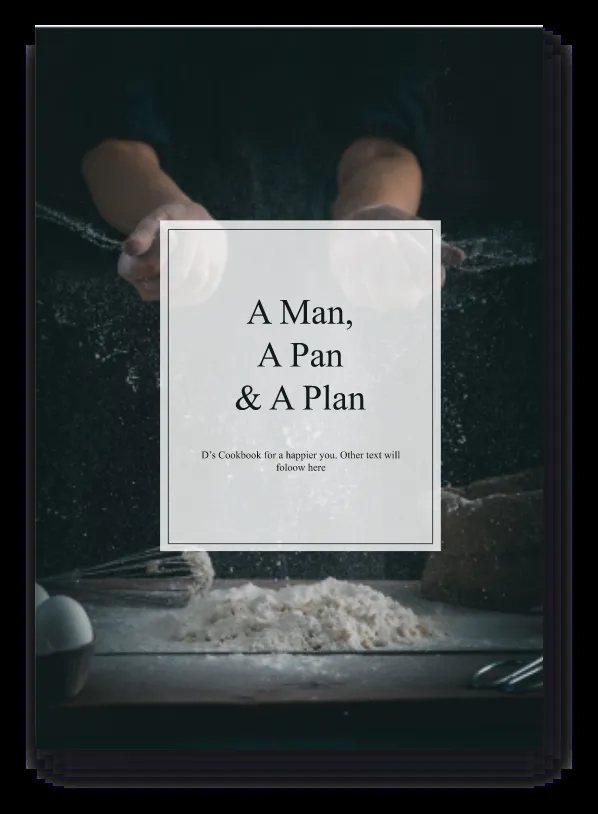 A Man,
A Pan
& A Plan
D's Cookbook for a happier you. Other text will
foloow here